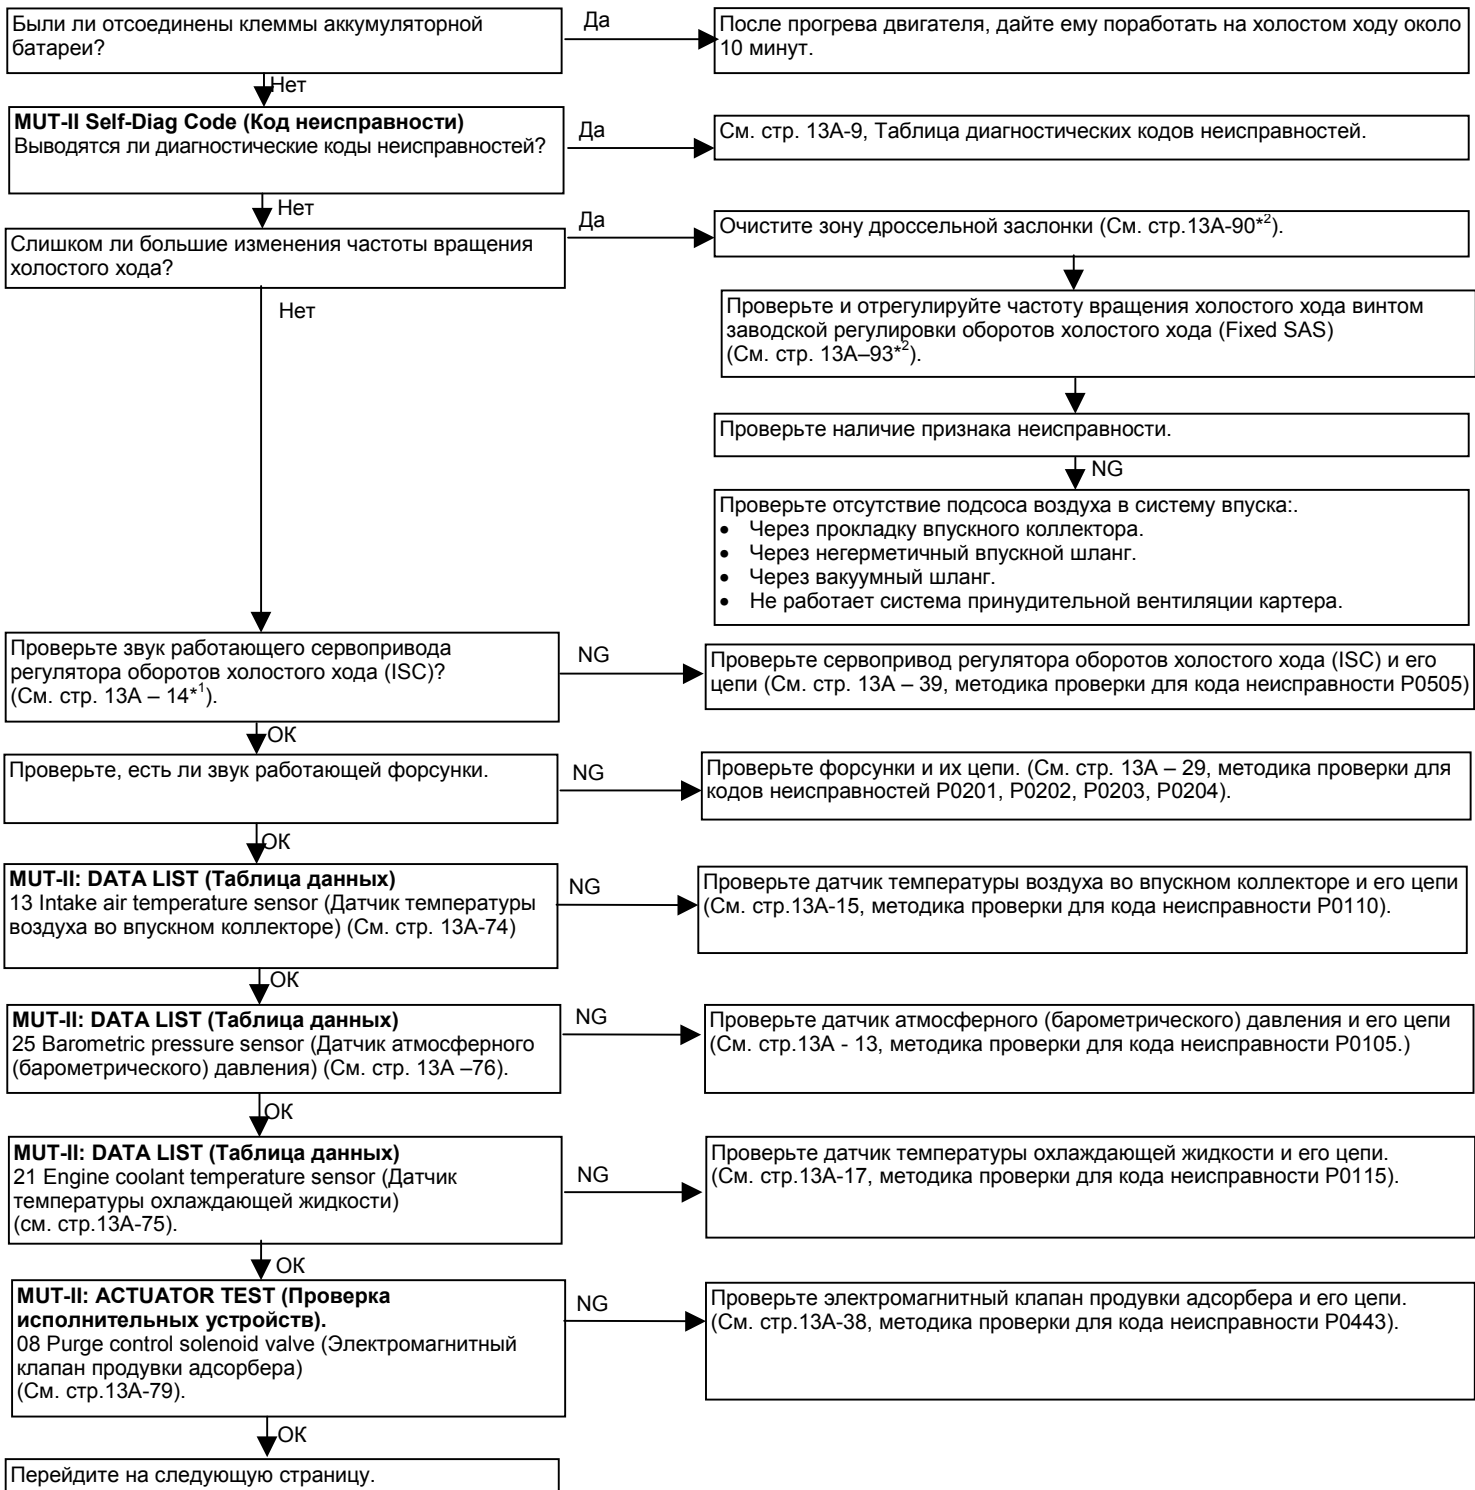 Были ли отсоединены клеммы аккумуляторной
батареи?
Да
После прогрева двигателя, дайте ему поработать на холостом ходу около
10 минут.
Нет
MUT-II Self-Diag Code (Код неисправности)
Выводятся ли диагностические коды неисправностей?
Да
См. стр. 13А-9, Таблица диагностических кодов неисправностей.
Нет
Слишком ли большие изменения частоты вращения
холостого хода?
Да
Очистите зону дроссельной заслонки (См. стр.13А-90*²).
Нет
Проверьте и отрегулируйте частоту вращения холостого хода винтом
заводской регулировки оборотов холостого хода (Fixed SAS)
(См. стр. 13А–93*²).
Проверьте наличие признака неисправности.
NG
Проверьте отсутствие подсоса воздуха в систему впуска:.
• Через прокладку впускного коллектора.
• Через негерметичный впускной шланг.
• Через вакуумный шланг.
• Не работает система принудительной вентиляции картера.
Проверьте звук работающего сервопривода
регулятора оборотов холостого хода (ISC)?
(См. стр. 13А – 14*¹).
NG
Проверьте сервопривод регулятора оборотов холостого хода (ISC) и его
цепи (См. стр. 13А – 39, методика проверки для кода неисправности P0505)
ОК
Проверьте, есть ли звук работающей форсунки.
NG
Проверьте форсунки и их цепи. (См. стр. 13А – 29, методика проверки для
кодов неисправностей P0201, P0202, P0203, P0204).
ОК
MUT-II: DATA LIST (Таблица данных)
13 Intake air temperature sensor (Датчик температуры
воздуха во впускном коллекторе) (См. стр. 13А-74)
NG
Проверьте датчик температуры воздуха во впускном коллекторе и его цепи
(См. стр.13А-15, методика проверки для кода неисправности P0110).
ОК
MUT-II: DATA LIST (Таблица данных)
25 Barometric pressure sensor (Датчик атмосферного
(барометрического) давления) (См. стр. 13А –76).
NG
Проверьте датчик атмосферного (барометрического) давления и его цепи
(См. стр.13А - 13, методика проверки для кода неисправности P0105.)
ОК
MUT-II: DATA LIST (Таблица данных)
21 Engine coolant temperature sensor (Датчик
температуры охлаждающей жидкости)
(см. стр.13А-75).
NG
Проверьте датчик температуры охлаждающей жидкости и его цепи.
(См. стр.13А-17, методика проверки для кода неисправности P0115).
ОК
MUT-II: ACTUATOR TEST (Проверка
исполнительных устройств).
08 Purge control solenoid valve (Электромагнитный
клапан продувки адсорбера)
(См. стр.13А-79).
NG
Проверьте электромагнитный клапан продувки адсорбера и его цепи.
(См. стр.13А-38, методика проверки для кода неисправности P0443).
ОК
Перейдите на следующую страницу.